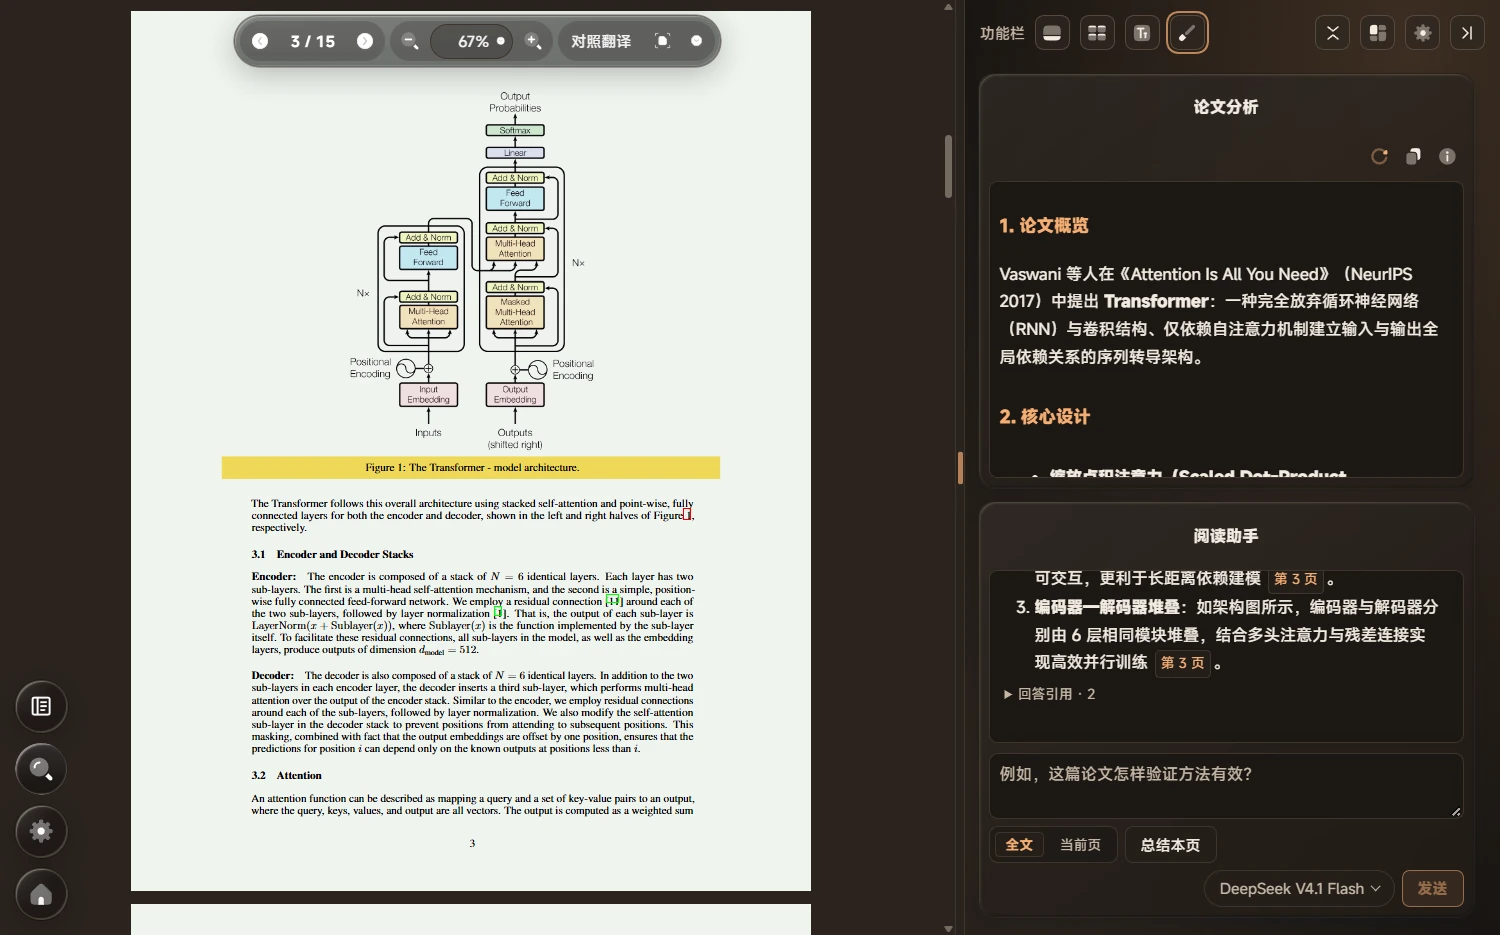 3 / 15
67%
对照翻译
Output
Probabilities
Softmax
Linear
Add & Norm
Feed
Forward
Add & Norm
Multi-Head
Attention
Add & Norm
Feed
Forward
Nx
Add & Norm
Masked
Multi-Head
Attention
Nx
Add & Norm
Multi-Head
Attention
Positional
Encoding
Positional
Encoding
Input
Embedding
Output
Embedding
Inputs
Outputs
(shifted right)
Figure 1: The Transformer - model architecture.
The Transformer follows this overall architecture using stacked self-attention and point-wise, fully
connected layers for both the encoder and decoder, shown in the left and right halves of Figure 1,
respectively.
3.1 Encoder and Decoder Stacks
Encoder: The encoder is composed of a stack of N = 6 identical layers. Each layer has two
sub-layers. The first is a multi-head self-attention mechanism, and the second is a simple, position-
wise fully connected feed-forward network. We employ a residual connection [11] around each of
the two sub-layers, followed by layer normalization [1]. That is, the output of each sub-layer is
LayerNorm(x + Sublayer(x)), where Sublayer(x) is the function implemented by the sub-layer
itself. To facilitate these residual connections, all sub-layers in the model, as well as the embedding
layers, produce outputs of dimension dmodel = 512.
Decoder: The decoder is also composed of a stack of N = 6 identical layers. In addition to the two
sub-layers in each encoder layer, the decoder inserts a third sub-layer, which performs multi-head
attention over the output of the encoder stack. Similar to the encoder, we employ residual connections
around each of the sub-layers, followed by layer normalization. We also modify the self-attention
sub-layer in the decoder stack to prevent positions from attending to subsequent positions. This
masking, combined with fact that the output embeddings are offset by one position, ensures that the
predictions for position i can depend only on the known outputs at positions less than i.
3.2 Attention
An attention function can be described as mapping a query and a set of key-value pairs to an output,
where the query, keys, values, and output are all vectors. The output is computed as a weighted sum
3
功能栏
论文分析
1. 论文概览
Vaswani 等人在《Attention Is All You Need》（NeurIPS
2017）中提出 Transformer：一种完全放弃循环神经网络
（RNN）与卷积结构、仅依赖自注意力机制建立输入与输出全
局依赖关系的序列转导架构。
2. 核心设计
• 缩放点积注意力（Scaled Dot-Product
阅读助手
可交互，更利于长距离依赖建模 第 3 页 。
3. 编码器—解码器堆叠：如架构图所示，编码器与解码器分
别由 6 层相同模块堆叠，结合多头注意力与残差连接实
现高效并行训练 第 3 页 。
▶ 回答引用 · 2
例如，这篇论文怎样验证方法有效？
全文 当前页 总结本页
DeepSeek V4.1 Flash
发送